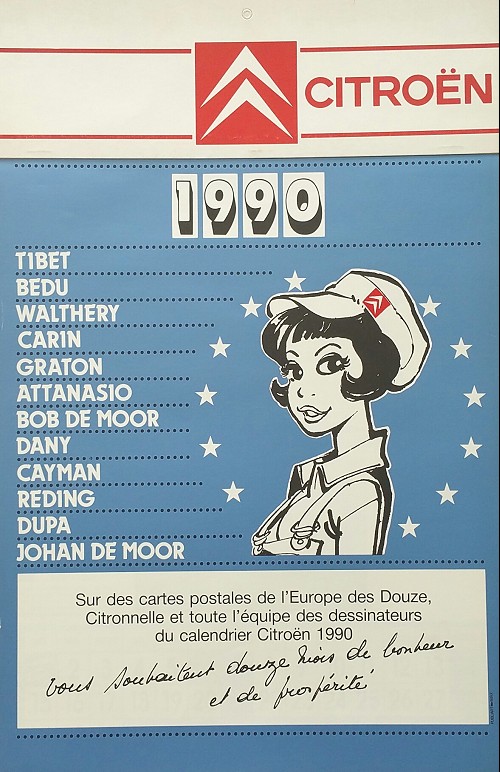 CITROËN
1990
TIBET
BEDU
WALTHERY
CARIN
GRATON
ATTANASIO
BOB DE MOOR
DANY
CAYMAN
REDING
DUPA
JOHAN DE MOOR
Sur des cartes postales de l'Europe des Douze,
Citronnelle et toute l'équipe des dessinateurs
du calendrier Citroën 1990
vous souhaitent douze mois de bonheur
et de prospérité